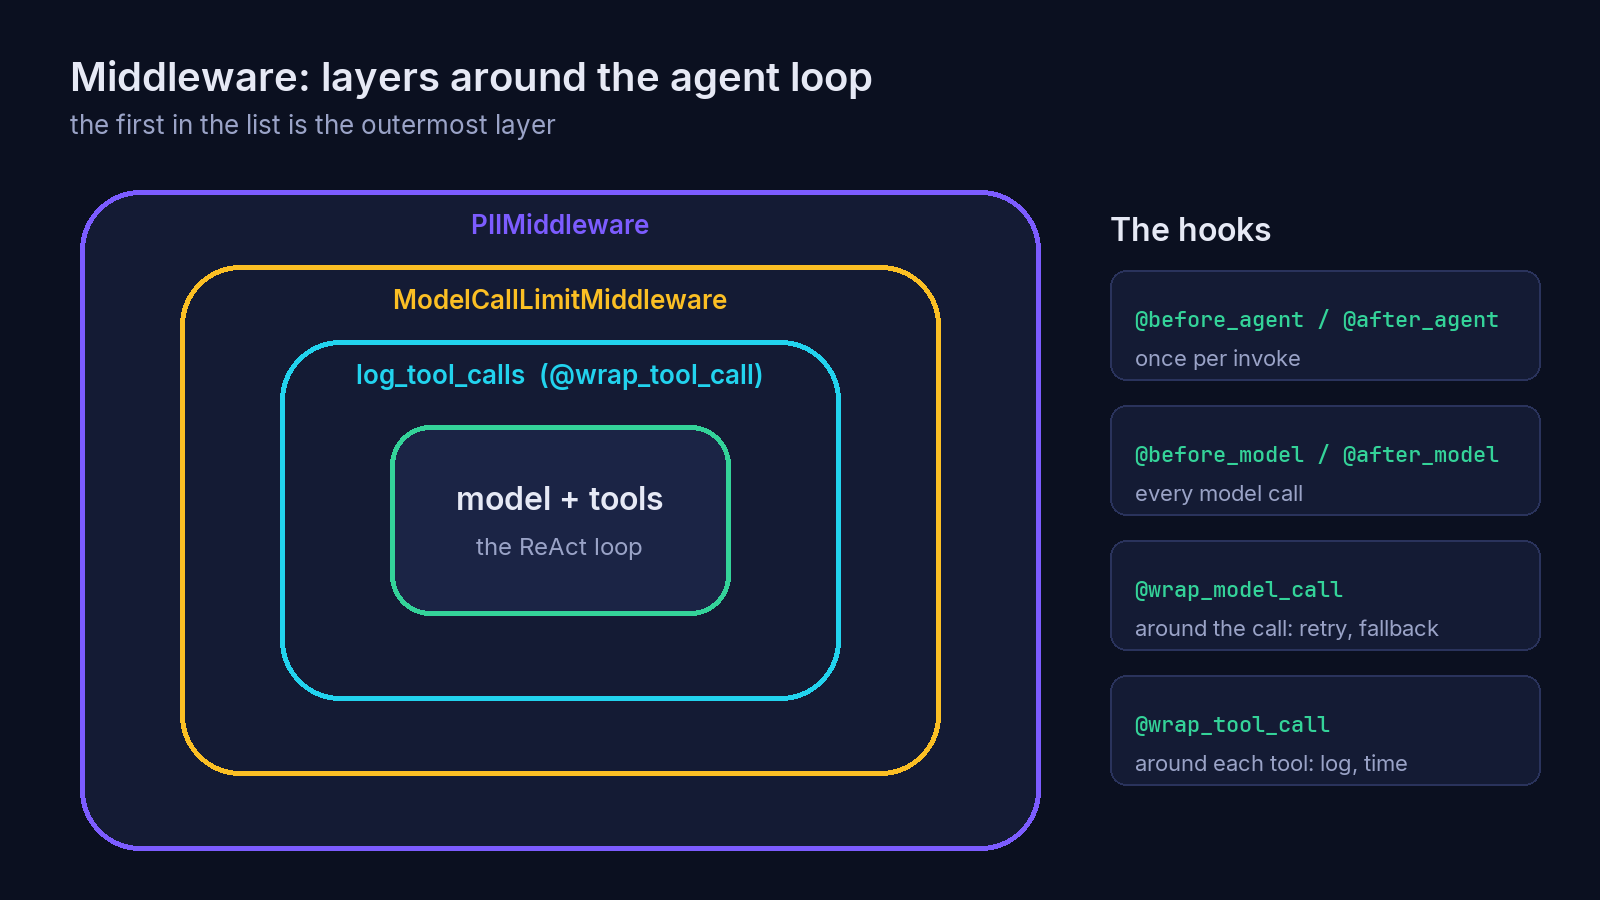 Middleware: layers around the agent loop
the first in the list is the outermost layer
PIIMiddleware
ModelCallLimitMiddleware
log_tool_calls (@wrap_tool_call)
model + tools
the ReAct loop
The hooks
@before_agent / @after_agent
once per invoke
@before_model / @after_model
every model call
@wrap_model_call
around the call: retry, fallback
@wrap_tool_call
around each tool: log, time